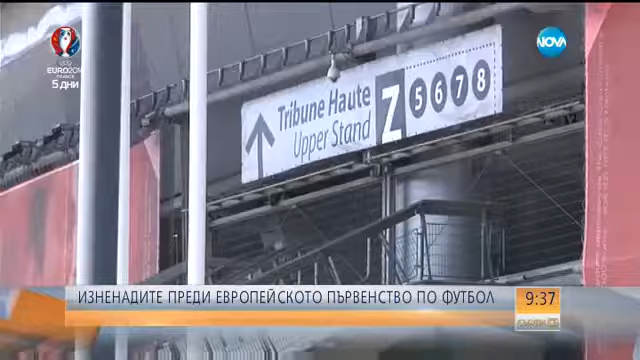 UEFA
EURO2016
FRANCE
5 ДНИ
NOVA
Tribune Haute
Upper Stand
Z
5 6 7 8
ИЗНЕНАДИТЕ ПРЕДИ ЕВРОПЕЙСКОТО ПЪРВЕНСТВО ПО ФУТБОЛ
9:37